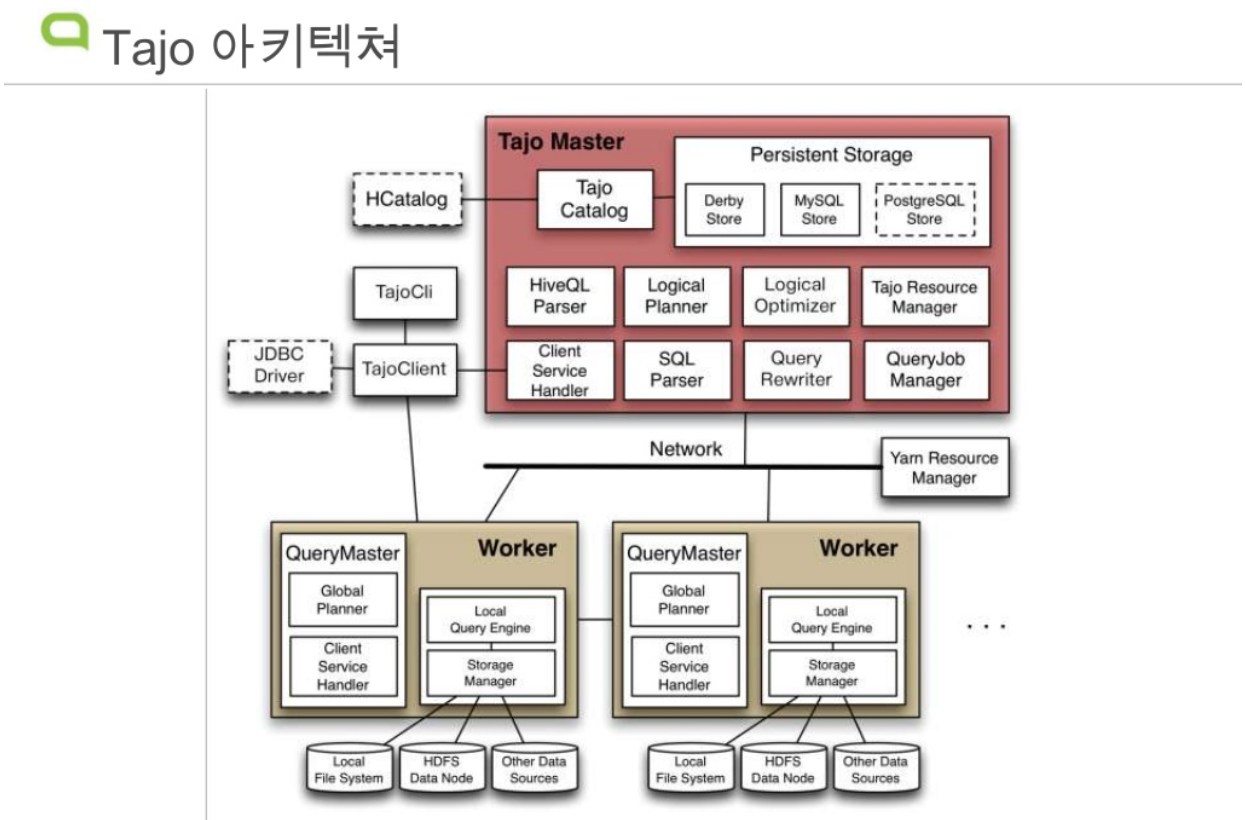 Tajo 아키텍쳐
Tajo Master
Persistent Storage
HCatalog
Tajo
Catalog
Derby
Store
MySQL
Store
PostgreSQL
Store
TajoCli
HiveQL
Parser
Logical
Planner
Logical
Optimizer
Tajo Resource
Manager
JDBC
Driver
TajoClient
Client
Service
Handler
SQL
Parser
Query
Rewriter
QueryJob
Manager
Network
Yarn Resource
Manager
QueryMaster
Worker
Global
Planner
Local
Query Engine
Client
Service
Handler
Storage
Manager
Local
File System
HDFS
Data Node
Other Data
Sources
QueryMaster
Worker
Global
Planner
Local
Query Engine
Client
Service
Handler
Storage
Manager
Local
File System
HDFS
Data Node
Other Data
Sources
. . .